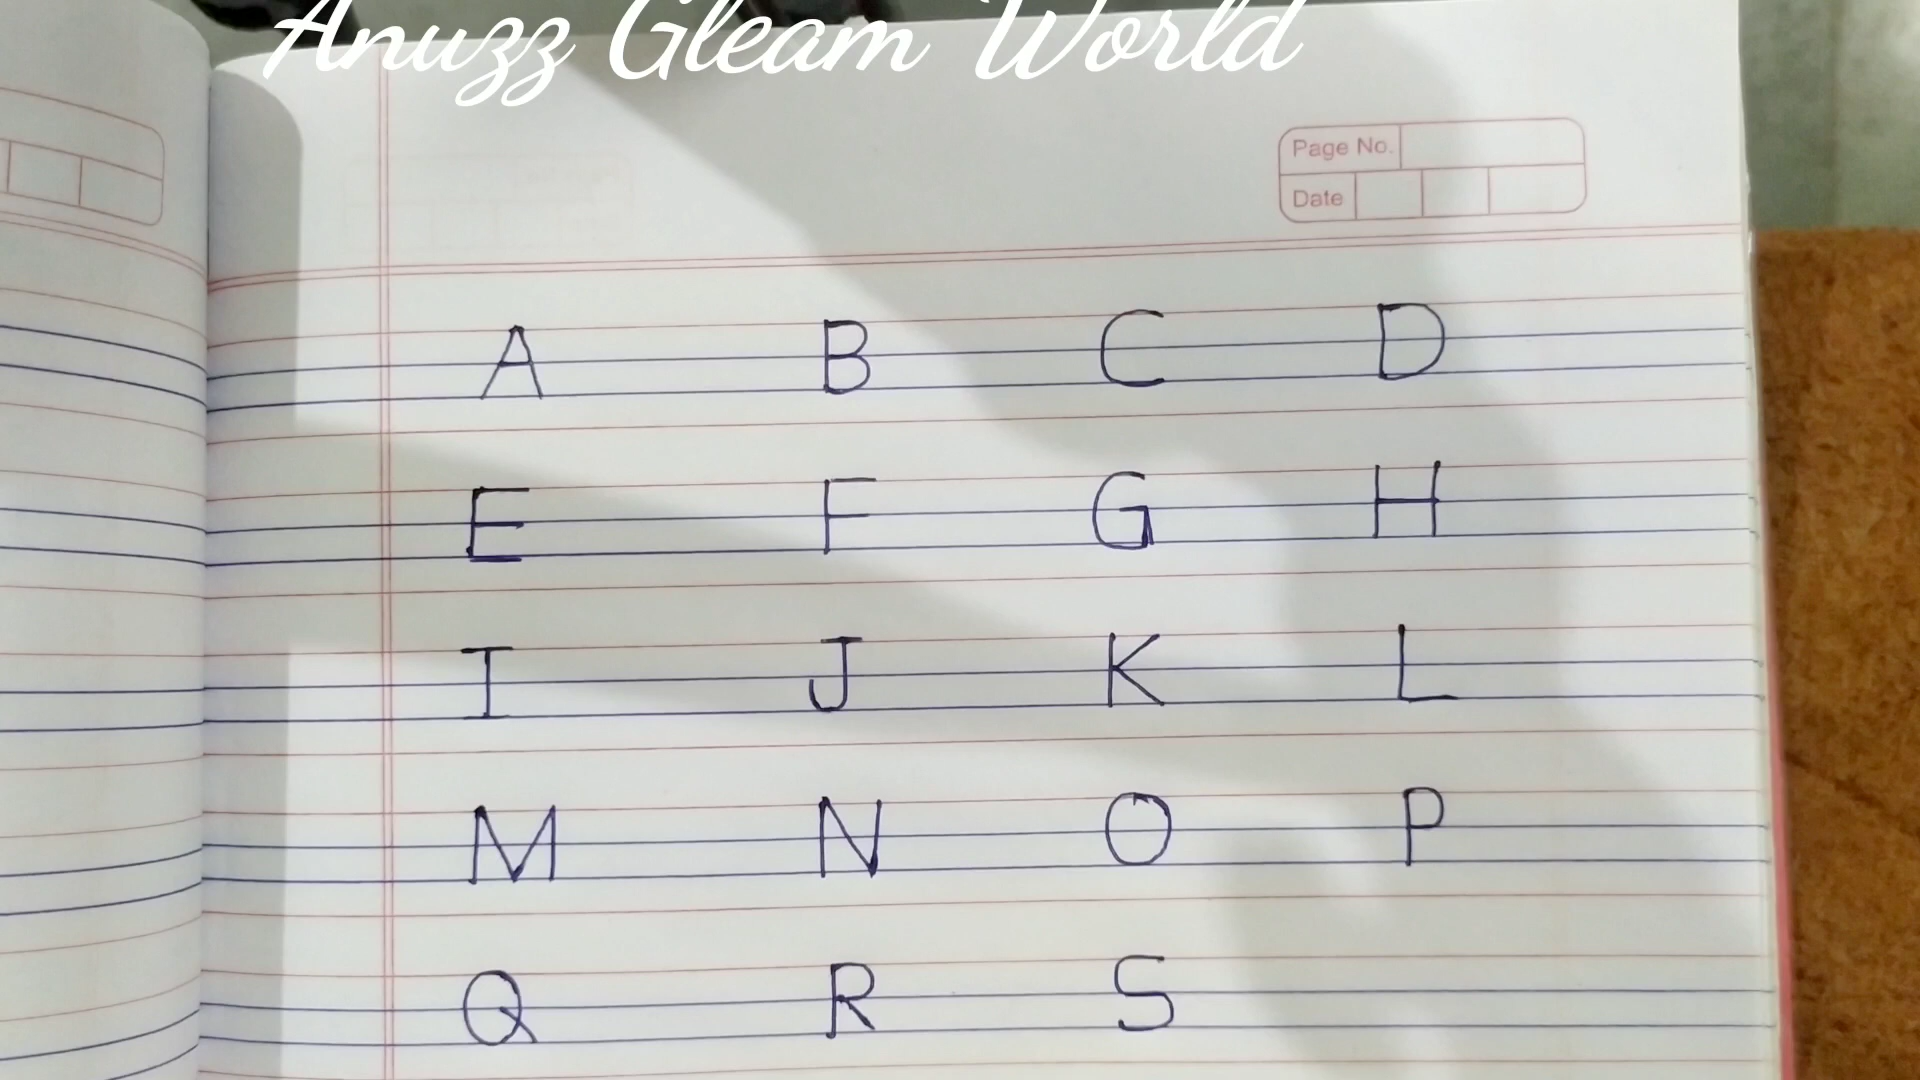 Anuzz Gleam World
Page No.
Date
A B C D
E F G H
I J K L
M N O P
Q R S